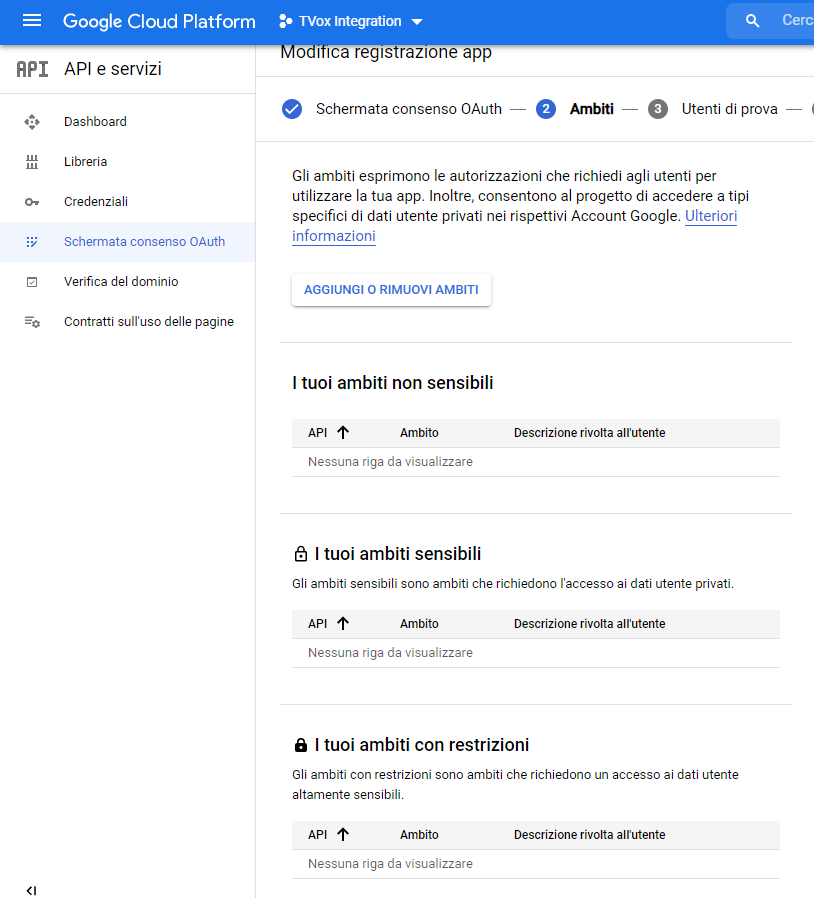 Google Cloud Platform
TVox Integration
Cerc
API
API e servizi
Dashboard
Libreria
Credenziali
Schermata consenso OAuth
Verifica del dominio
Contratti sull'uso delle pagine
Modifica registrazione app
Schermata consenso OAuth — 2 Ambiti — 3 Utenti di prova —
Gli ambiti esprimono le autorizzazioni che richiedi agli utenti per
utilizzare la tua app. Inoltre, consentono al progetto di accedere a tipi
specifici di dati utente privati nei rispettivi Account Google. Ulteriori
informazioni
AGGIUNGI O RIMUOVI AMBITI
I tuoi ambiti non sensibili
API Ambito Descrizione rivolta all'utente
Nessuna riga da visualizzare
I tuoi ambiti sensibili
Gli ambiti sensibili sono ambiti che richiedono l'accesso ai dati utente privati.
API Ambito Descrizione rivolta all'utente
Nessuna riga da visualizzare
I tuoi ambiti con restrizioni
Gli ambiti con restrizioni sono ambiti che richiedono un accesso ai dati utente
altamente sensibili.
API Ambito Descrizione rivolta all'utente
Nessuna riga da visualizzare